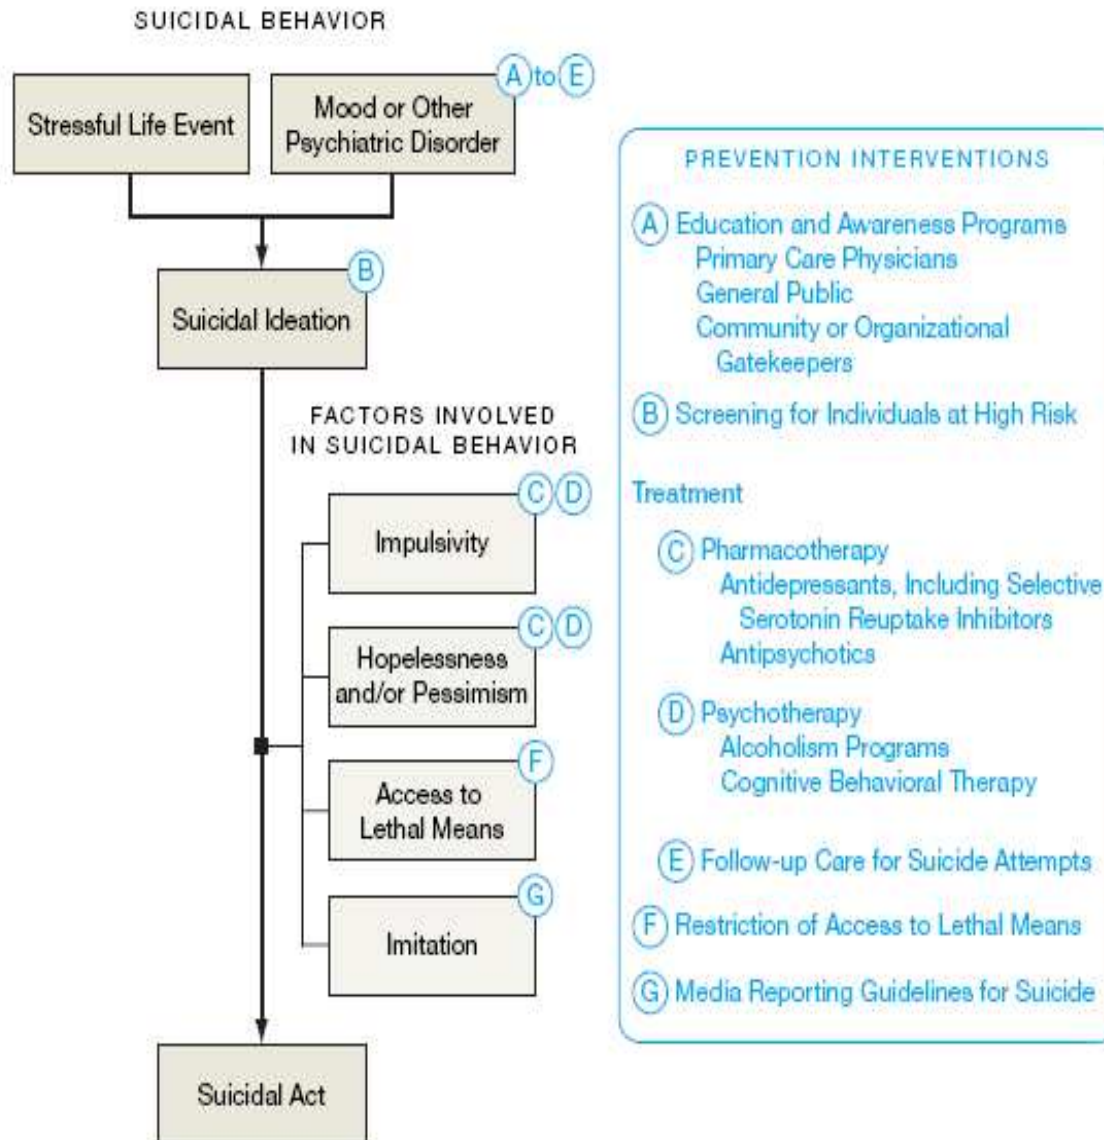 SUICIDAL BEHAVIOR
Stressful Life Event
Mood or Other
Psychiatric Disorder
A to E
Suicidal Ideation
B
FACTORS INVOLVED
IN SUICIDAL BEHAVIOR
C D
Impulsivity
C D
Hopelessness
and/or Pessimism
F
Access to
Lethal Means
G
Imitation
Suicidal Act
PREVENTION INTERVENTIONS
A Education and Awareness Programs
Primary Care Physicians
General Public
Community or Organizational
Gatekeepers
B Screening for Individuals at High Risk
Treatment
C Pharmacotherapy
Antidepressants, Including Selective
Serotonin Reuptake Inhibitors
Antipsychotics
D Psychotherapy
Alcoholism Programs
Cognitive Behavioral Therapy
E Follow-up Care for Suicide Attempts
F Restriction of Access to Lethal Means
G Media Reporting Guidelines for Suicide